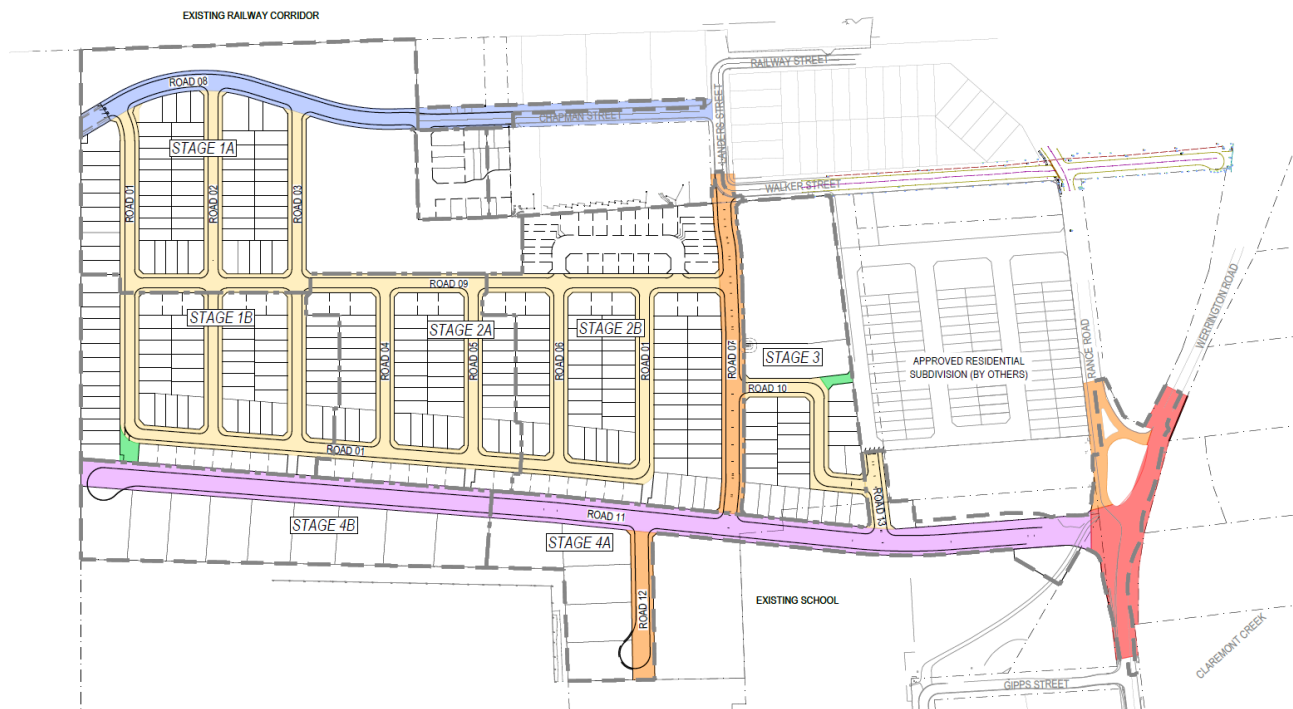 EXISTING RAILWAY CORRIDOR
RAILWAY STREET
ROAD 08
CHAPMAN STREET
LANDERS STREET
STAGE 1A
WALKER STREET
ROAD 01
ROAD 02
ROAD 03
ROAD 09
WERRINGTON ROAD
STAGE 1B
STAGE 2A
STAGE 2B
ROAD 04
ROAD 05
ROAD 06
ROAD 01
ROAD 07
STAGE 3
RANCE ROAD
APPROVED RESIDENTIAL
SUBDIVISION (BY OTHERS)
ROAD 10
ROAD 01
ROAD 13
ROAD 11
STAGE 4B
STAGE 4A
EXISTING SCHOOL
ROAD 12
CLAREMONT CREEK
GIPPS STREET